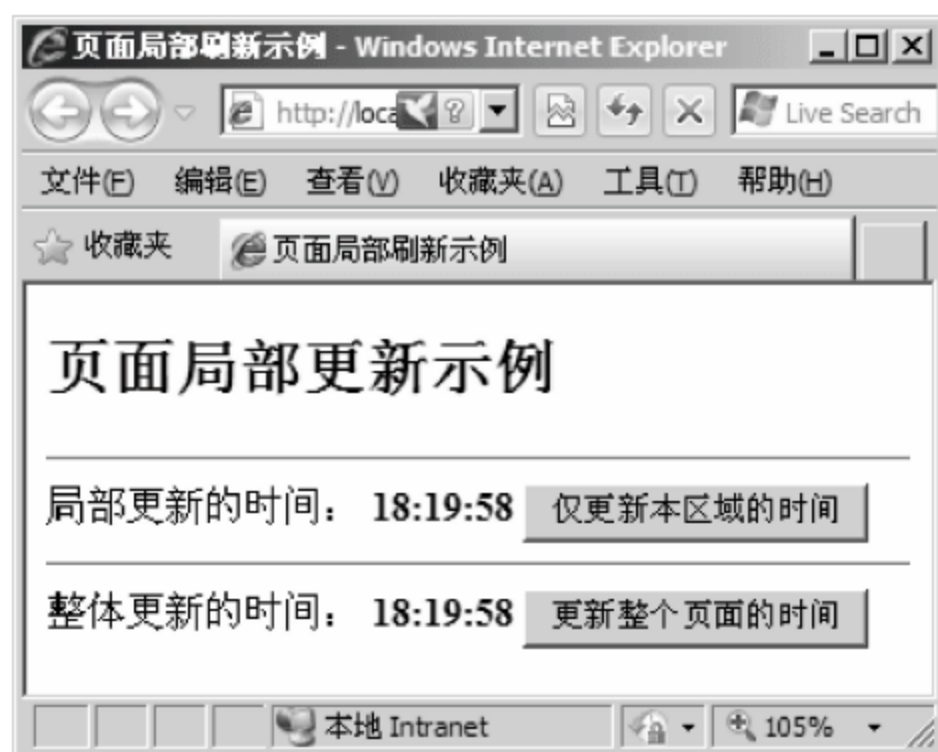 页面局部刷新示例 - Windows Internet Explorer
http://loca
Live Search
文件(F) 编辑(E) 查看(V) 收藏夹(A) 工具(T) 帮助(H)
收藏夹 页面局部刷新示例
页面局部更新示例
局部更新的时间： 18:19:58 仅更新本区域的时间
整体更新的时间： 18:19:58 更新整个页面的时间
本地 Intranet 105%